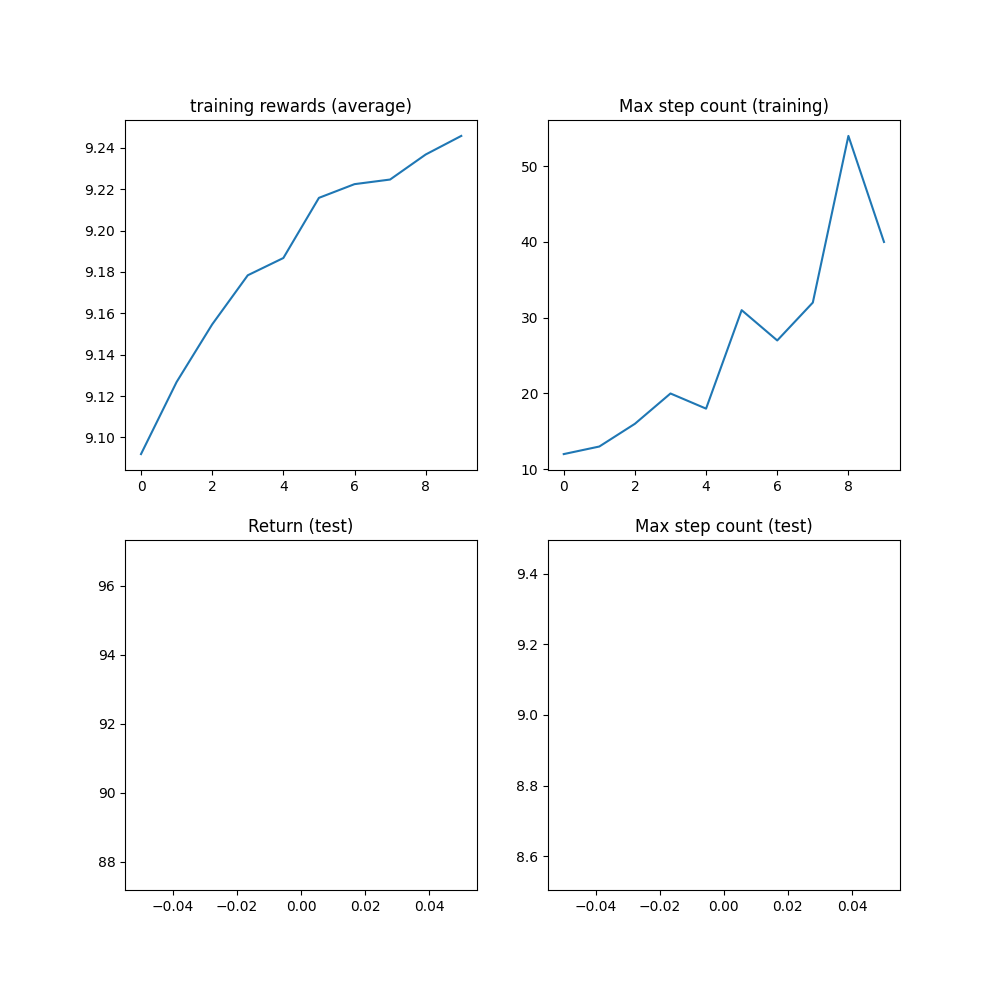 training rewards (average)
9.24
9.22
9.20
9.18
9.16
9.14
9.12
9.10
0 2 4 6 8
Max step count (training)
50
40
30
20
10
0 2 4 6 8
Return (test)
96
94
92
90
88
−0.04 −0.02 0.00 0.02 0.04
Max step count (test)
9.4
9.2
9.0
8.8
8.6
−0.04 −0.02 0.00 0.02 0.04